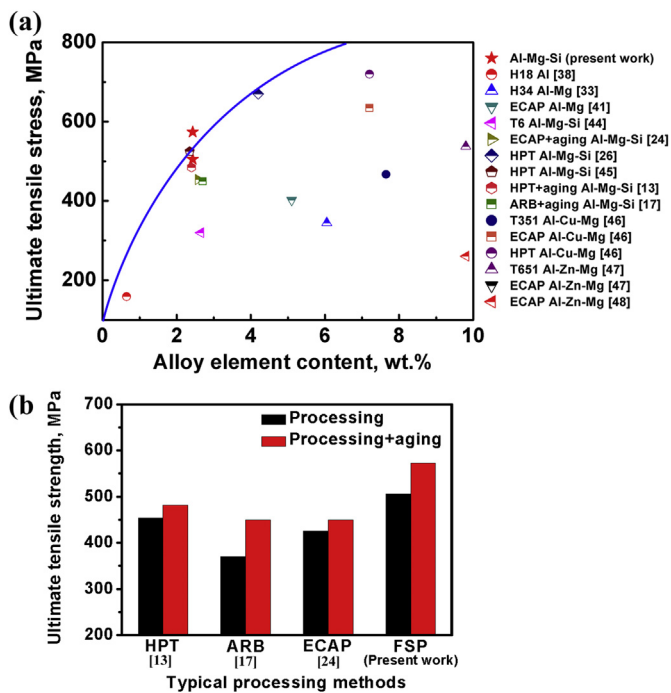 (a)
800
600
400
200
0
2
4
6
8
10
Ultimate tensile stress, MPa
Alloy element content, wt.%
Al-Mg-Si (present work)
H18 Al [38]
H34 Al-Mg [33]
ECAP Al-Mg [41]
T6 Al-Mg-Si [44]
ECAP+aging Al-Mg-Si [24]
HPT Al-Mg-Si [26]
HPT Al-Mg-Si [45]
HPT+aging Al-Mg-Si [13]
ARB+aging Al-Mg-Si [17]
T351 Al-Cu-Mg [46]
ECAP Al-Cu-Mg [46]
HPT Al-Cu-Mg [46]
T651 Al-Zn-Mg [47]
ECAP Al-Zn-Mg [47]
ECAP Al-Zn-Mg [48]
(b)
700
600
500
400
300
200
Ultimate tensile strength, MPa
Processing
Processing+aging
HPT ARB ECAP FSP
[13] [17] [24] (Present work)
Typical processing methods